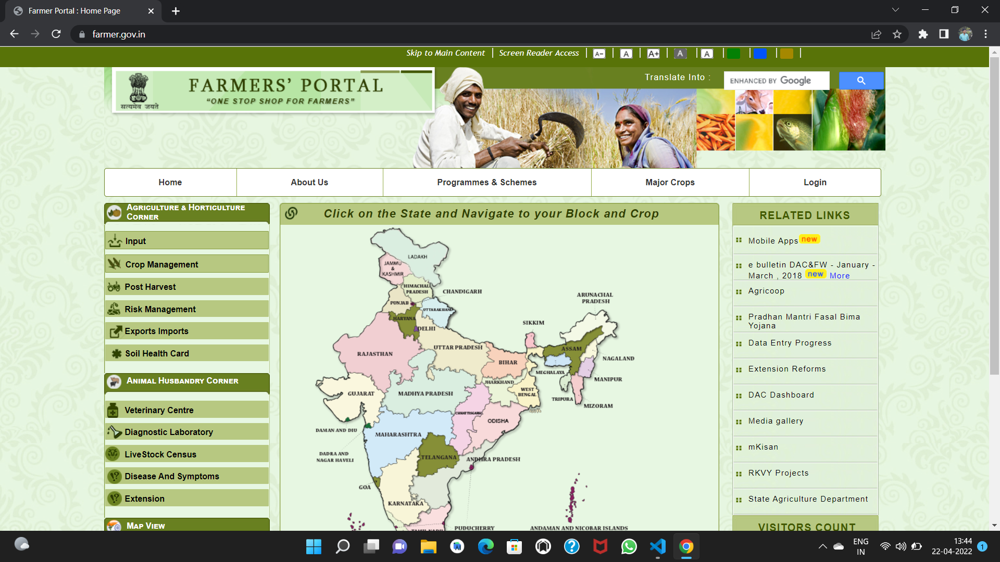 Farmer Portal : Home Page
farmer.gov.in
Skip to Main Content
Screen Reader Access
A-
A
A+
A
A
FARMERS' PORTAL
"ONE STOP SHOP FOR FARMERS"
सत्यमेव जयते
Translate Into :
ENHANCED BY Google
Home
About Us
Programmes & Schemes
Major Crops
Login
AGRICULTURE & HORTICULTURE
CORNER
Input
Crop Management
Post Harvest
Risk Management
Exports Imports
Soil Health Card
ANIMAL HUSBANDRY CORNER
Veterinary Centre
Diagnostic Laboratory
LiveStock Census
Disease And Symptoms
Extension
MAP VIEW
Click on the State and Navigate to your Block and Crop
LADAKH
JAMMU
&
KASHMIR
HIMACHAL
PRADESH
CHANDIGARH
PUNJAB
UTTARAKHAND
HARYANA
DELHI
ARUNACHAL
PRADESH
SIKKIM
RAJASTHAN
UTTAR PRADESH
BIHAR
ASSAM
NAGALAND
MEGHALAYA
MANIPUR
GUJARAT
MADHYA PRADESH
JHARKHAND
WEST
BENGAL
TRIPURA
MIZORAM
CHHATTISGARH
ODISHA
DAMAN AND DIU
MAHARASHTRA
DADRA AND
NAGAR HAVELI
TELANGANA
ANDHRA PRADESH
GOA
KARNATAKA
TAMIL NADU
PUDUCHERRY
ANDAMAN AND NICOBAR ISLANDS
RELATED LINKS
Mobile Apps new
e bulletin DAC&FW - January -
March , 2018 new More
Agricoop
Pradhan Mantri Fasal Bima
Yojana
Data Entry Progress
Extension Reforms
DAC Dashboard
Media gallery
mKisan
RKVY Projects
State Agriculture Department
VISITORS COUNT
ENG
IN
13:44
22-04-2022
1